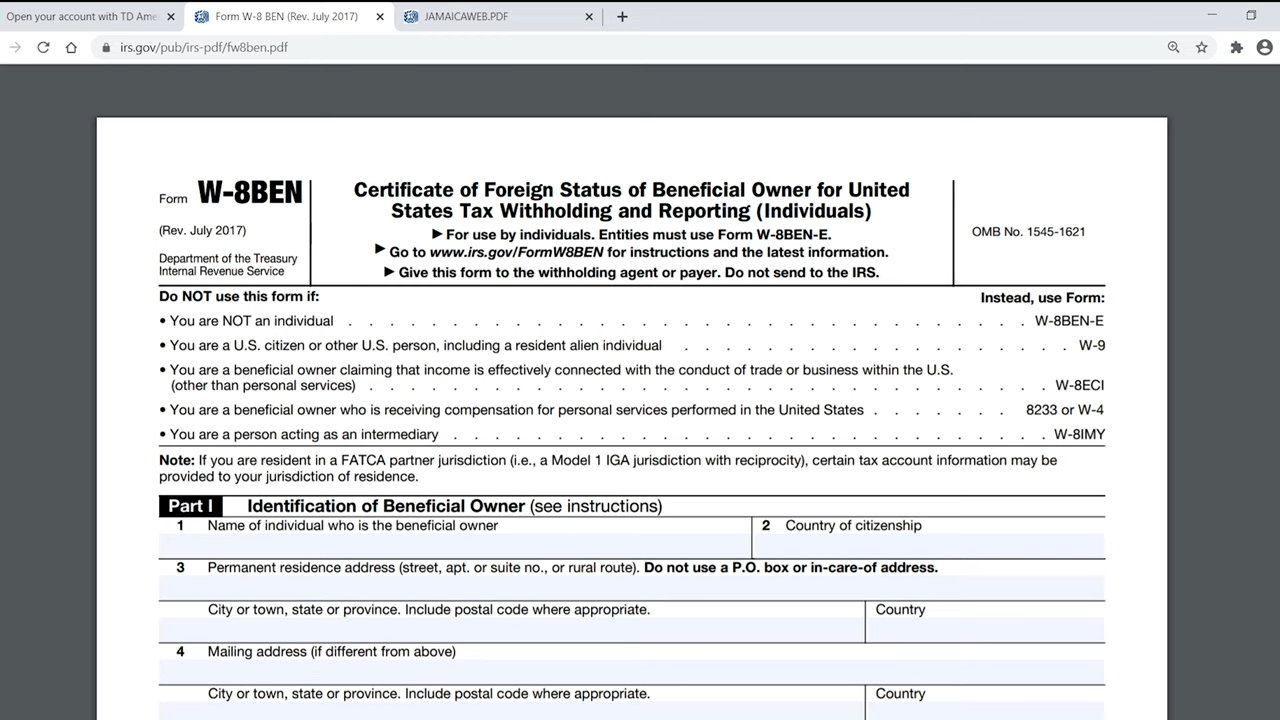 Open your account with TD Amer
Form W-8 BEN (Rev. July 2017)
JAMAICAWEB.PDF
irs.gov/pub/irs-pdf/fw8ben.pdf
Form W-8BEN
(Rev. July 2017)
Department of the Treasury
Internal Revenue Service
Certificate of Foreign Status of Beneficial Owner for United
States Tax Withholding and Reporting (Individuals)
▶ For use by individuals. Entities must use Form W-8BEN-E.
▶ Go to www.irs.gov/FormW8BEN for instructions and the latest information.
▶ Give this form to the withholding agent or payer. Do not send to the IRS.
OMB No. 1545-1621
Do NOT use this form if:
Instead, use Form:
• You are NOT an individual . . . . . . . . . . . . . . . . . . . . . . . . . . . . . . . . . W-8BEN-E
• You are a U.S. citizen or other U.S. person, including a resident alien individual . . . . . . . . . . . . . . . . . . . W-9
• You are a beneficial owner claiming that income is effectively connected with the conduct of trade or business within the U.S.
(other than personal services) . . . . . . . . . . . . . . . . . . . . . . . . . . . . . . . . . W-8ECI
• You are a beneficial owner who is receiving compensation for personal services performed in the United States . . . . . . . 8233 or W-4
• You are a person acting as an intermediary . . . . . . . . . . . . . . . . . . . . . . . . . . . . . W-8IMY
Note: If you are resident in a FATCA partner jurisdiction (i.e., a Model 1 IGA jurisdiction with reciprocity), certain tax account information may be
provided to your jurisdiction of residence.
Part I Identification of Beneficial Owner (see instructions)
1 Name of individual who is the beneficial owner
2 Country of citizenship
3 Permanent residence address (street, apt. or suite no., or rural route). Do not use a P.O. box or in-care-of address.
City or town, state or province. Include postal code where appropriate.
Country
4 Mailing address (if different from above)
City or town, state or province. Include postal code where appropriate.
Country